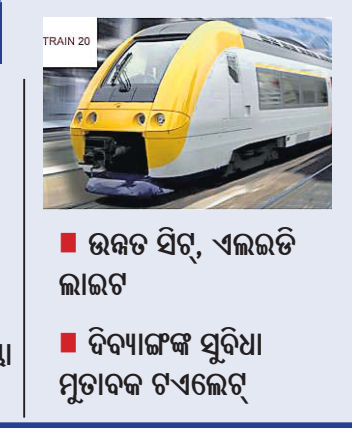 TRAIN 20
■ ଉନ୍ନତ ସିଟ୍, ଏଲଇଡି
ଲାଇଟ
■ ଦିବ୍ୟାଙ୍ଗଙ୍କ ସୁବିଧା
ମୁତାବକ ଟଏଲେଟ୍